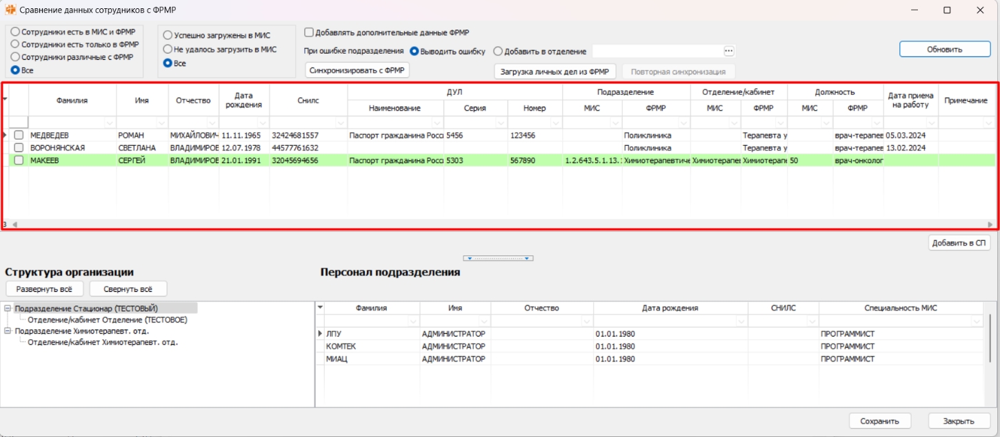 Сравнение данных сотрудников с ФРМР
Сотрудники есть в МИС и ФРМР
Сотрудники есть только в ФРМР
Сотрудники различные с ФРМР
Все
Успешно загружены в МИС
Не удалось загрузить в МИС
Все
Добавлять дополнительные данные ФРМР
При ошибке подразделения Выводить ошибку Добавить в отделение ...
Синхронизировать с ФРМР Загрузка личных дел из ФРМР Повторная синхронизация
Обновить
Фамилия Имя Отчество Дата рождения Снилс ДУЛ Подразделение Отделение/кабинет Должность Дата приема на работу Примечание
Наименование Серия Номер МИС ФРМР МИС ФРМР МИС ФРМР
МЕДВЕДЕВ РОМАН МИХАЙЛОВИЧ 11.11.1965 32424681557 Паспорт гражданина Росс 5456 123456 Поликлиника Терапевта у врач-терапев 05.03.2024
ВОРОНЯНСКАЯ СВЕТЛАНА ВЛАДИМИРОВ 12.07.1978 44577761632 Поликлиника Терапевта у врач-терапев 13.02.2024
МАКЕЕВ СЕРГЕЙ ВЛАДИМИРОВ 21.01.1991 32045694656 Паспорт гражданина Росс 5303 567890 1.2.643.5.1.13. Химиотерапевтиче Химиотерапе Химиотерапе 50 врач-онколог
3
Добавить в СП
Структура организации
Развернуть всё Свернуть всё
Подразделение Стационар (ТЕСТОВЫЙ)
Отделение/кабинет Отделение (ТЕСТОВОЕ)
Подразделение Химиотерапевт. отд.
Отделение/кабинет Химиотерапевт. отд.
Персонал подразделения
Фамилия Имя Отчество Дата рождения СНИЛС Специальность МИС
ЛПУ АДМИНИСТРАТОР 01.01.1980 ПРОГРАММИСТ
КОМТЕК АДМИНИСТРАТОР 01.01.1980 ПРОГРАММИСТ
МИАЦ АДМИНИСТРАТОР 01.01.1980 ПРОГРАММИСТ
Сохранить Закрыть